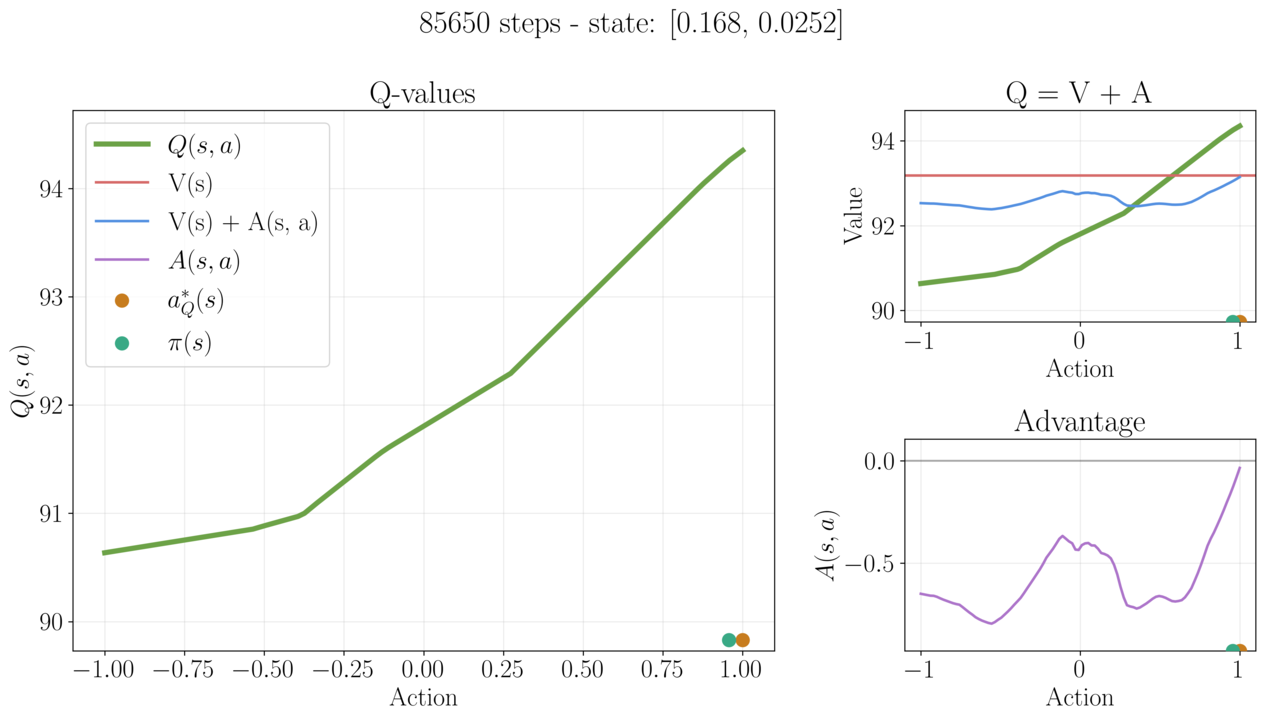 85650 steps - state: [0.168, 0.0252]
Q-values
Q(s, a)
94
93
92
91
90
−1.00 −0.75 −0.50 −0.25 0.00 0.25 0.50 0.75 1.00
Action
Q(s, a)
V(s)
V(s) + A(s, a)
A(s, a)
a*Q(s)
π(s)
Q = V + A
Value
94
92
90
−1 0 1
Action
Advantage
A(s, a)
0.0
−0.5
−1 0 1
Action